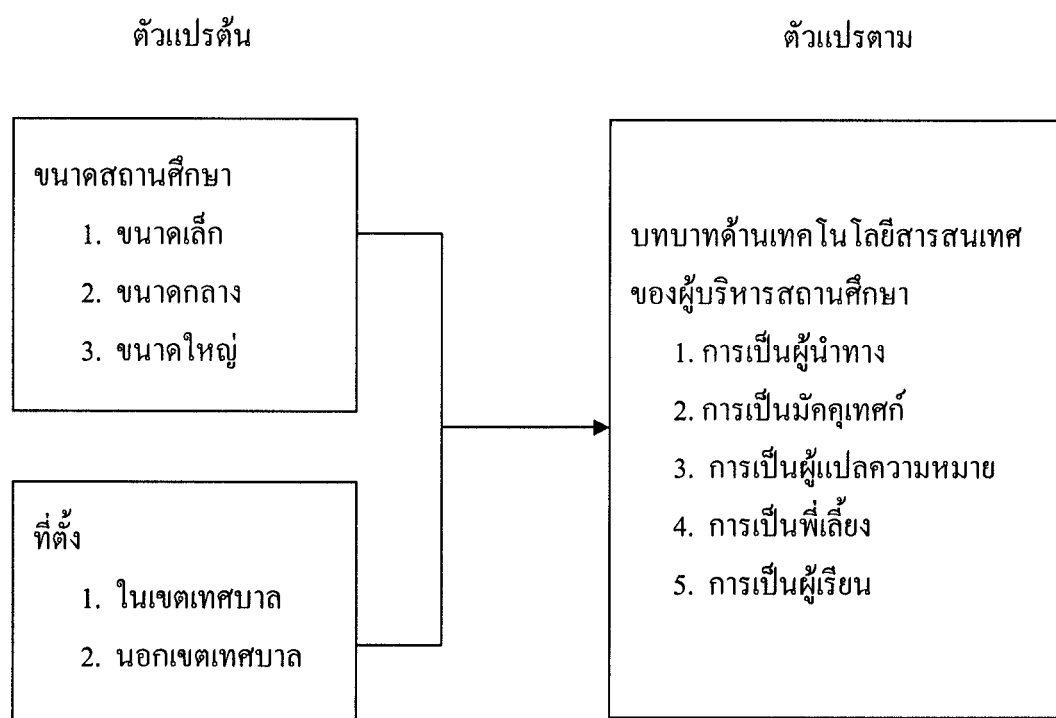 ตัวแปรต้น
ตัวแปรตาม
ขนาดสถานศึกษา
1. ขนาดเล็ก
2. ขนาดกลาง
3. ขนาดใหญ่
ที่ตั้ง
1. ในเขตเทศบาล
2. นอกเขตเทศบาล
บทบาทด้านเทคโนโลยีสารสนเทศ
ของผู้บริหารสถานศึกษา
1. การเป็นผู้นำทาง
2. การเป็นมัคคุเทศก์
3. การเป็นผู้แปลความหมาย
4. การเป็นพี่เลี้ยง
5. การเป็นผู้เรียน